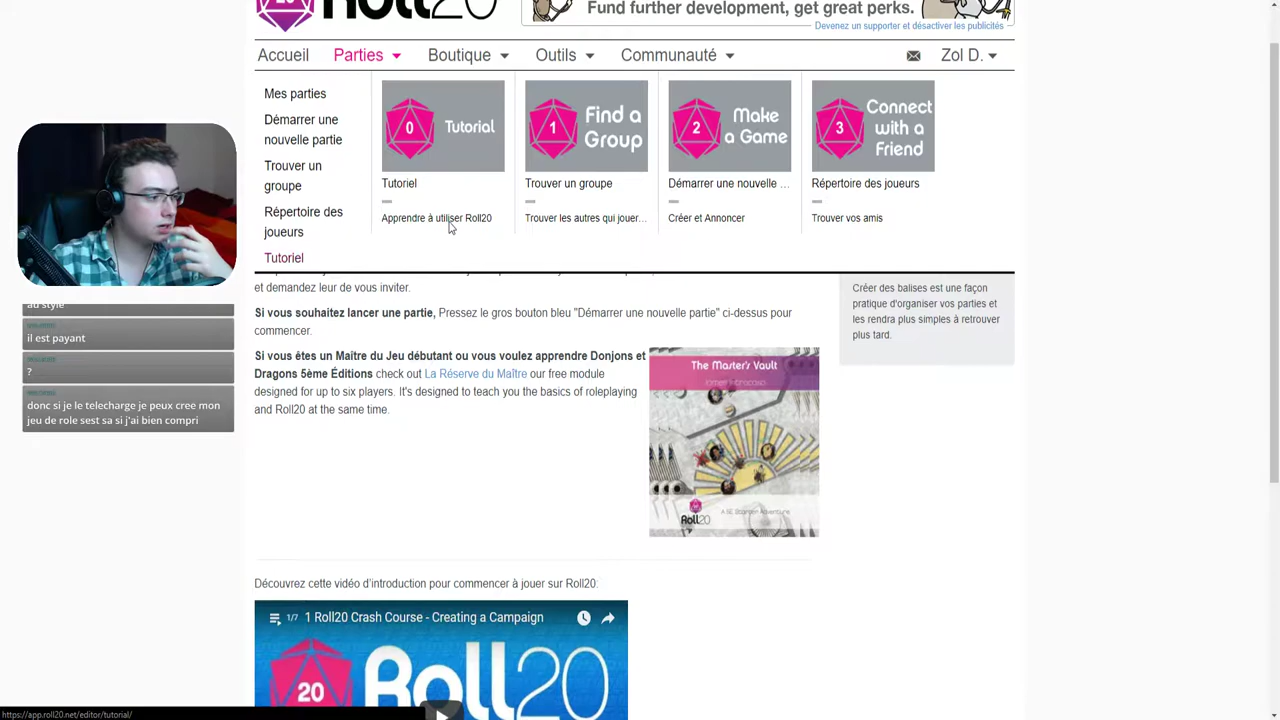 Roll20
Fund further development, get great perks.
Devenez un supporter et désactiver les publicités
Accueil Parties Boutique Outils Communauté Zol D.
Mes parties
Démarrer une
nouvelle partie
Trouver un
groupe
Répertoire des
joueurs
Tutoriel
0 Tutorial
Tutoriel
Apprendre à utiliser Roll20
1 Find a
Group
Trouver un groupe
Trouver les autres qui jouer...
2 Make
a Game
Démarrer une nouvelle ...
Créer et Annoncer
3 Connect
with a
Friend
Répertoire des joueurs
Trouver vos amis
et demandez leur de vous inviter.
Si vous souhaitez lancer une partie, Pressez le gros bouton bleu "Démarrer une nouvelle partie" ci-dessus pour
commencer.
Si vous êtes un Maître du Jeu débutant ou vous voulez apprendre Donjons et
Dragons 5ème Éditions check out La Réserve du Maître our free module
designed for up to six players. It's designed to teach you the basics of roleplaying
and Roll20 at the same time.
The Master's Vault
Roll20
A 5E Starter Adventure
Créer des balises est une façon
pratique d'organiser vos parties et
les rendra plus simples à retrouver
plus tard.
Découvrez cette vidéo d'introduction pour commencer à jouer sur Roll20:
1/7 1 Roll20 Crash Course - Creating a Campaign
20 Roll20
au style
il est payant
?
donc si je le telecharge je peux cree mon
jeu de role sest sa si j'ai bien compri
https://app.roll20.net/editor/tutorial/